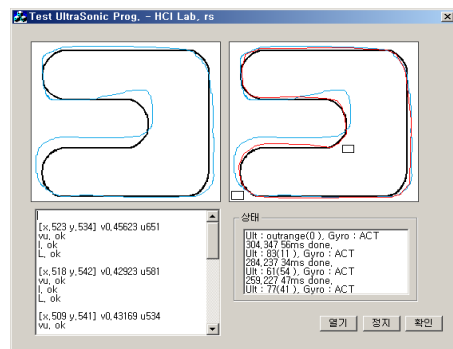 Test UltraSonic Prog, - HCI Lab, rs
[x,523 y,534] v0,45623 u651
vu, ok
l, ok
L, ok
[x,518 y,542] v0,42923 u581
vu, ok
l, ok
L, ok
[x,509 y,541] v0,43169 u534
vu, ok
상태
Ult : outrange(0 ), Gyro : ACT
304,347 56ms done,
Ult : 83(11 ), Gyro : ACT
284,237 34ms done,
Ult : 61(54 ), Gyro : ACT
259,227 47ms done,
Ult : 77(41 ), Gyro : ACT
열기
정지
확인